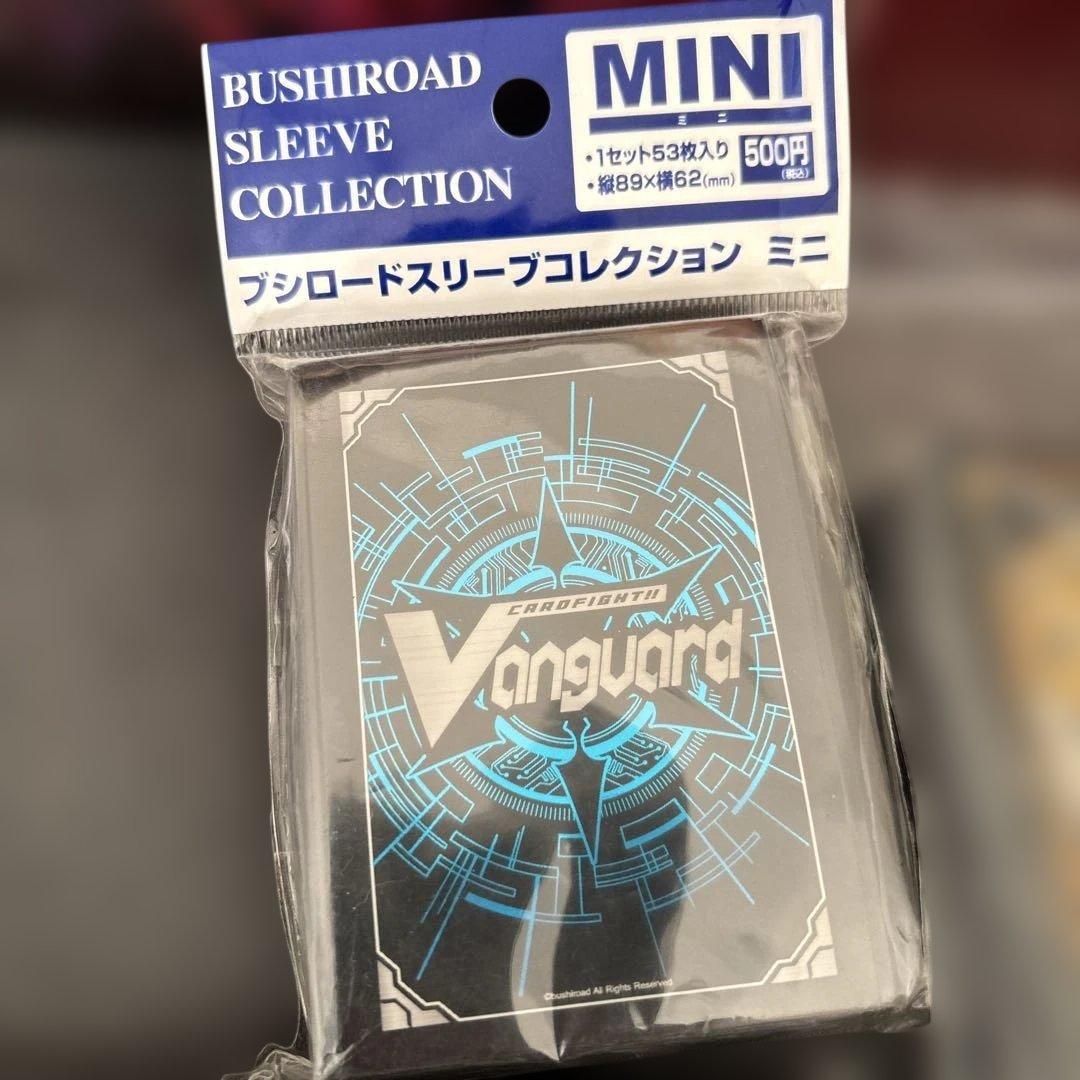 BUSHIROAD
SLEEVE
COLLECTION
MINI
ミニ
・1セット53枚入り
・縦89×横62(mm)
500円
(税込)
ブシロードスリーブコレクション ミニ
CARDFIGHT!!
Vanguard
©bushiroad All Rights Reserved